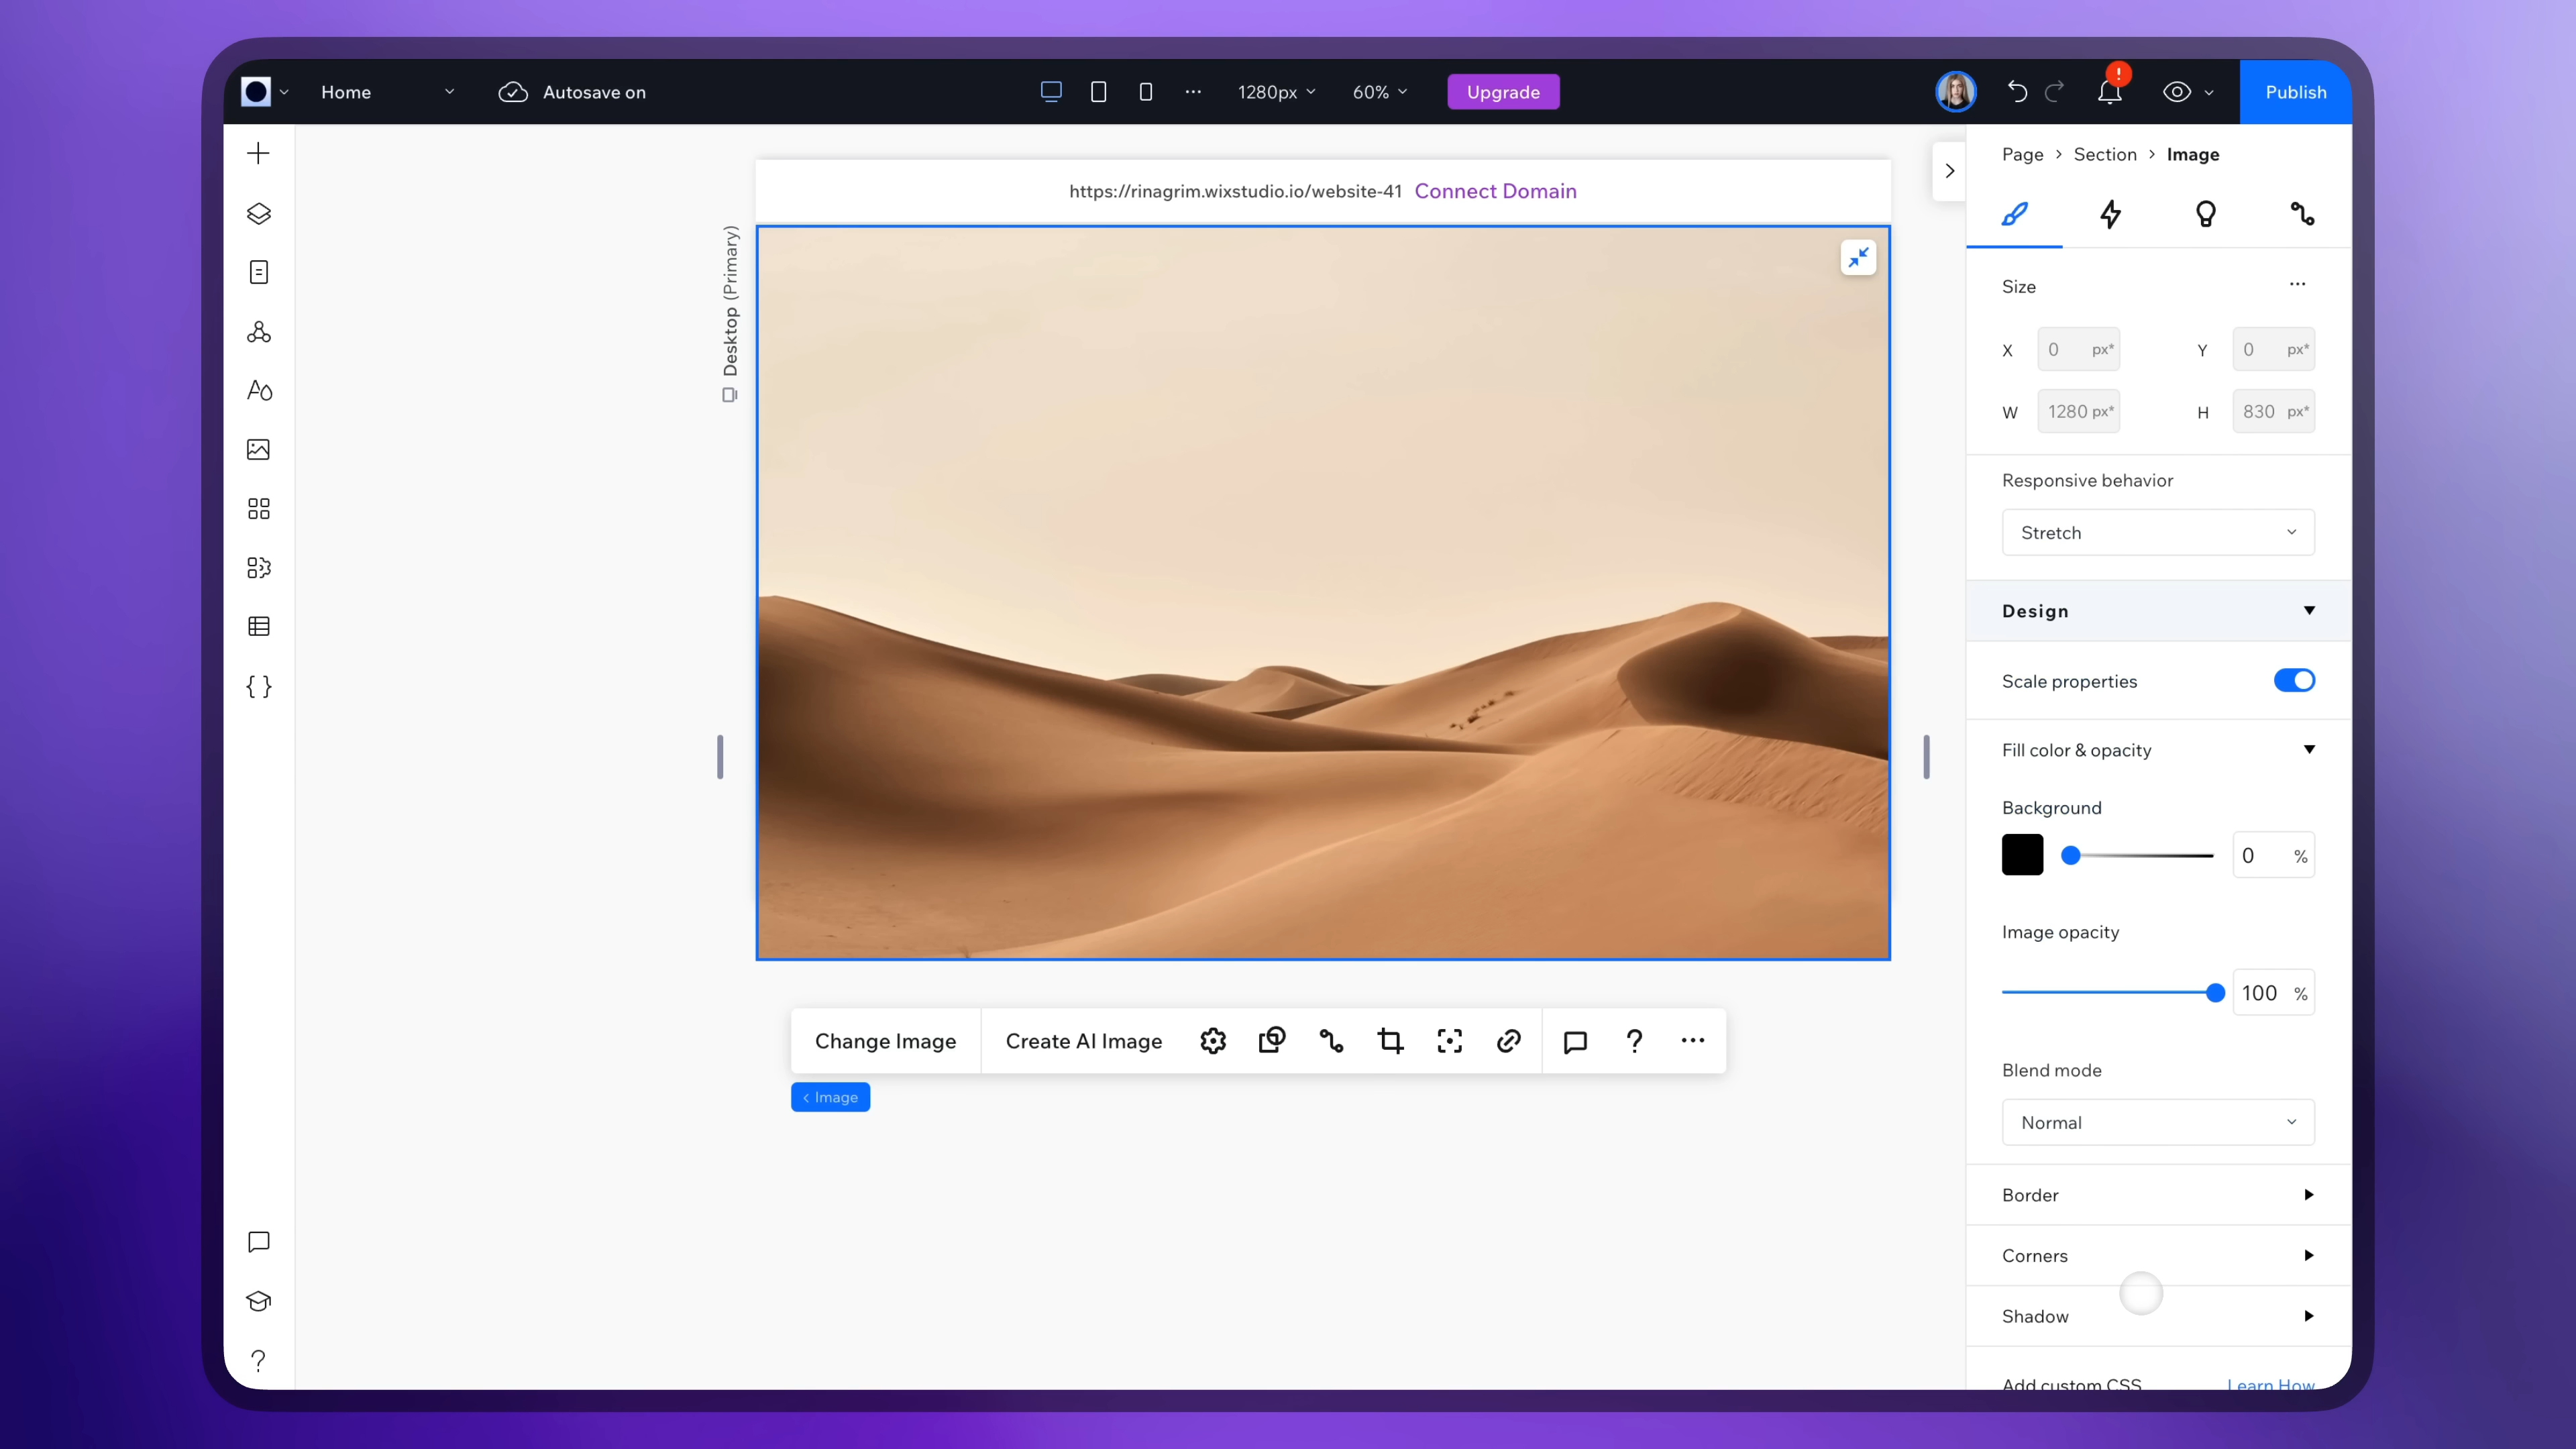 Home
Autosave on
1280px
60%
Upgrade
!
Publish
https://rinagrim.wixstudio.io/website-41 Connect Domain
Desktop (Primary)
Page > Section > Image
Size
X 0 px* Y 0 px*
W 1280 px* H 830 px*
Responsive behavior
Stretch
Design
Scale properties
Fill color & opacity
Background
0 %
Image opacity
100 %
Blend mode
Normal
Border
Corners
Shadow
Add custom CSS Learn How
Change Image
Create AI Image
?
< Image
?